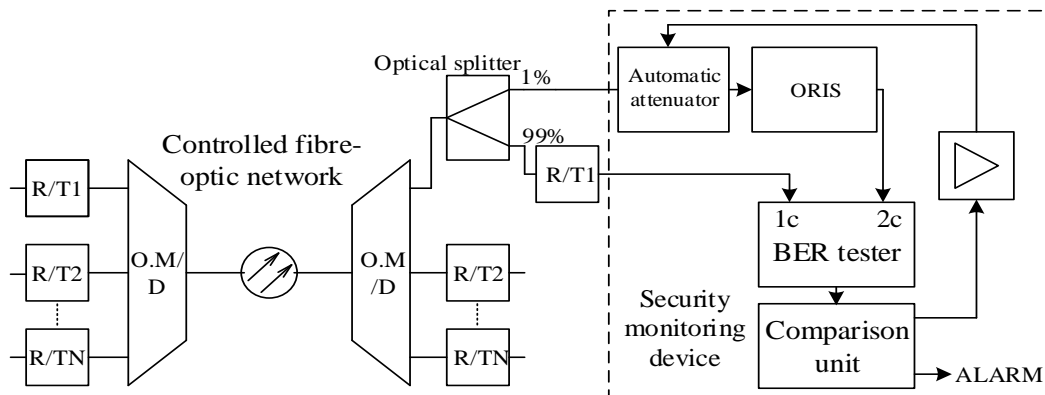 Optical splitter
1%
Automatic
attenuator
ORIS
99%
Controlled fibre-
optic network
R/T1
R/T1
1c
2c
BER tester
O.M/
D
O.M
/D
R/T2
R/T2
Security
monitoring
device
Comparison
unit
R/TN
R/TN
ALARM